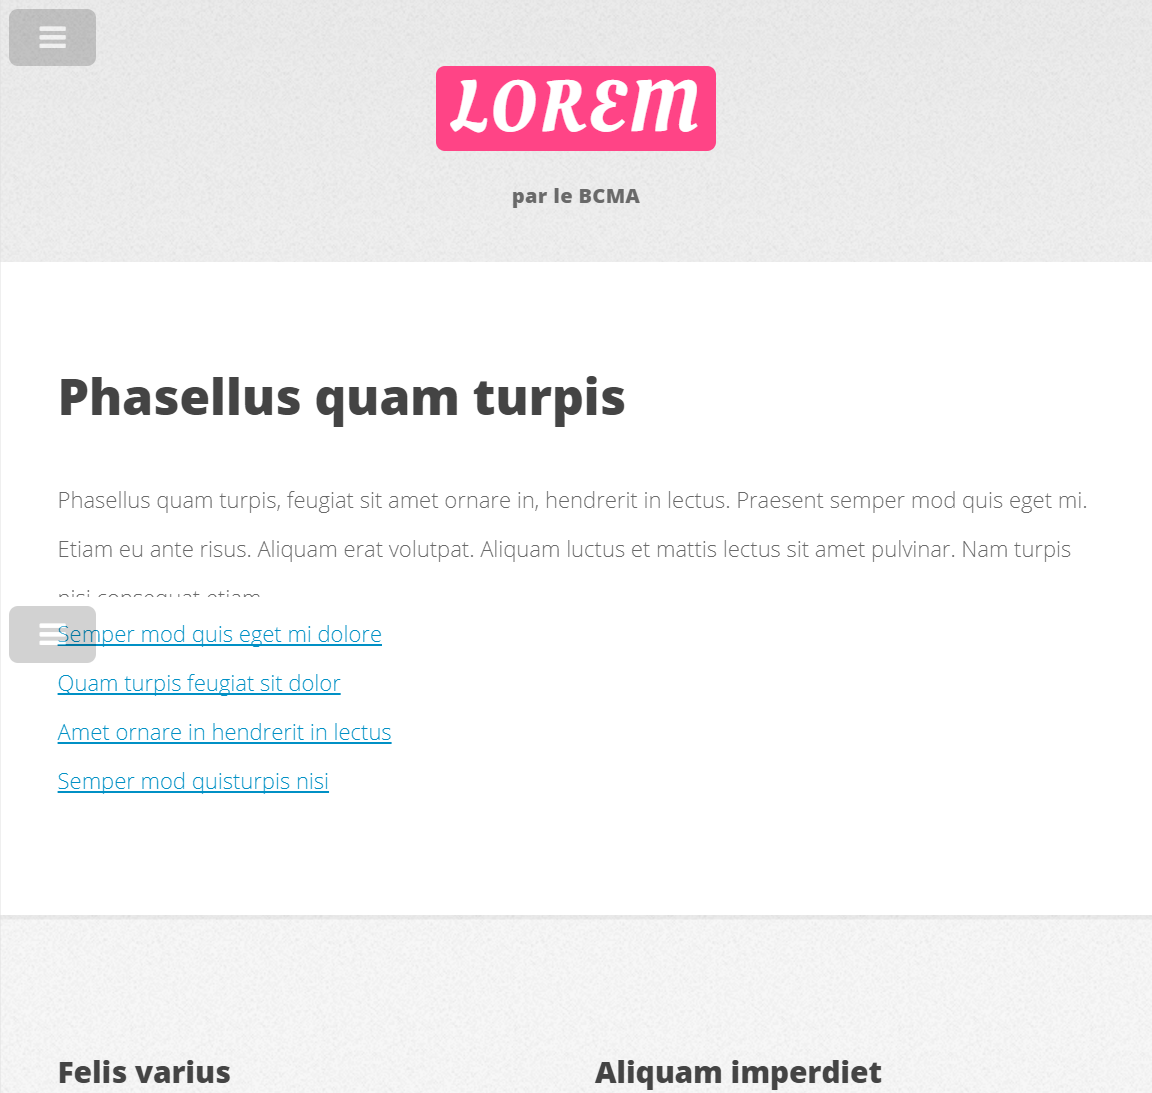 LOREM
par le BCMA
Phasellus quam turpis
Phasellus quam turpis, feugiat sit amet ornare in, hendrerit in lectus. Praesent semper mod quis eget mi.
Etiam eu ante risus. Aliquam erat volutpat. Aliquam luctus et mattis lectus sit amet pulvinar. Nam turpis
nisi consequat etiam
Semper mod quis eget mi dolore
Quam turpis feugiat sit dolor
Amet ornare in hendrerit in lectus
Semper mod quisturpis nisi
Felis varius
Aliquam imperdiet